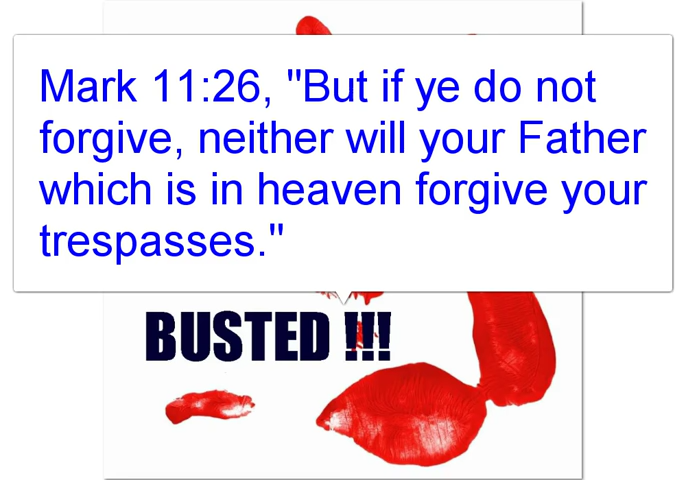 Mark 11:26, "But if ye do not
forgive, neither will your Father
which is in heaven forgive your
trespasses."
BUSTED !!!